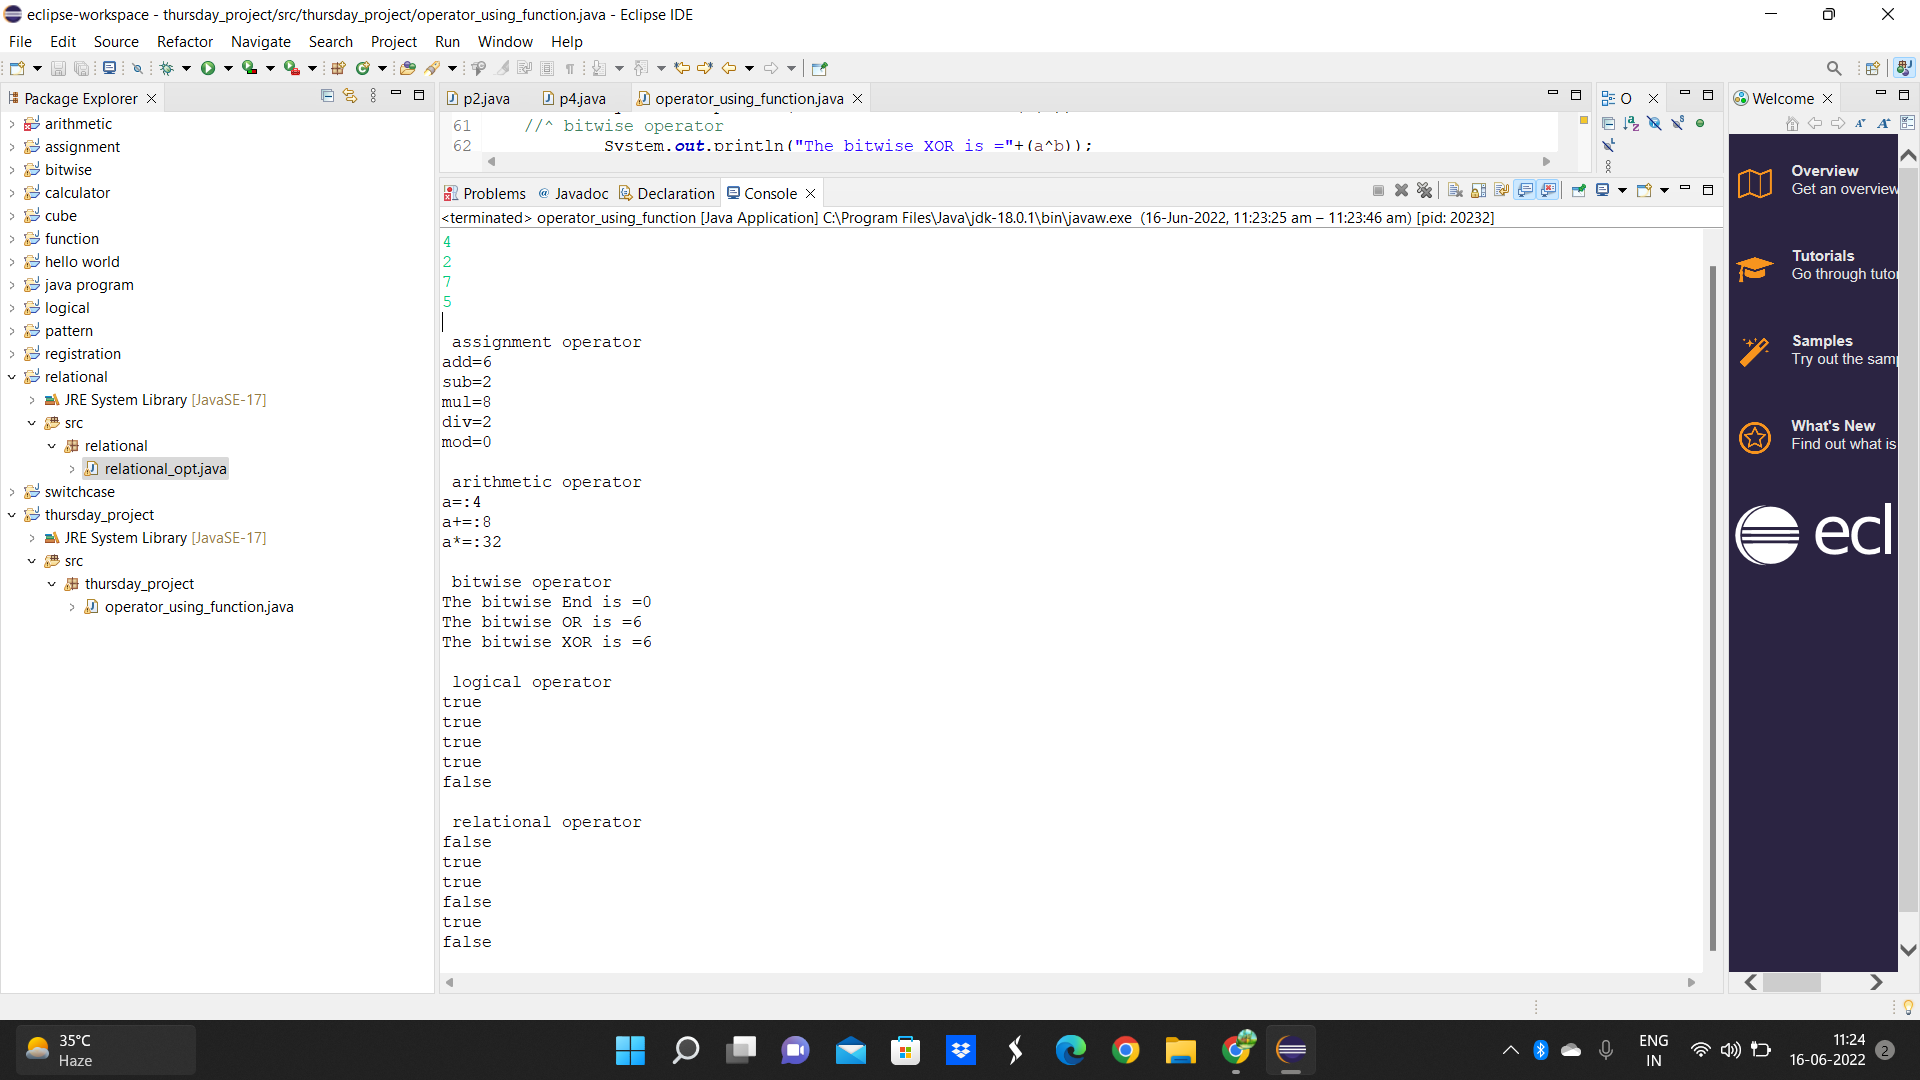 eclipse-workspace - thursday_project/src/thursday_project/operator_using_function.java - Eclipse IDE
File Edit Source Refactor Navigate Search Project Run Window Help
Package Explorer
arithmetic
assignment
bitwise
calculator
cube
function
hello world
java program
logical
pattern
registration
relational
JRE System Library [JavaSE-17]
src
relational
relational_opt.java
switchcase
thursday_project
JRE System Library [JavaSE-17]
src
thursday_project
operator_using_function.java
p2.java p4.java operator_using_function.java
61 //^ bitwise operator
62 System.out.println("The bitwise XOR is ="+(a^b));
Problems Javadoc Declaration Console
<terminated> operator_using_function [Java Application] C:\Program Files\Java\jdk-18.0.1\bin\javaw.exe (16-Jun-2022, 11:23:25 am – 11:23:46 am) [pid: 20232]
4
2
7
5
assignment operator
add=6
sub=2
mul=8
div=2
mod=0
arithmetic operator
a=:4
a+=:8
a*=:32
bitwise operator
The bitwise End is =0
The bitwise OR is =6
The bitwise XOR is =6
logical operator
true
true
true
true
false
relational operator
false
true
true
false
true
false
O
Welcome
Overview
Get an overview
Tutorials
Go through tutor
Samples
Try out the samp
What's New
Find out what is
ecl
35°C
Haze
ENG
IN
11:24
16-06-2022
2